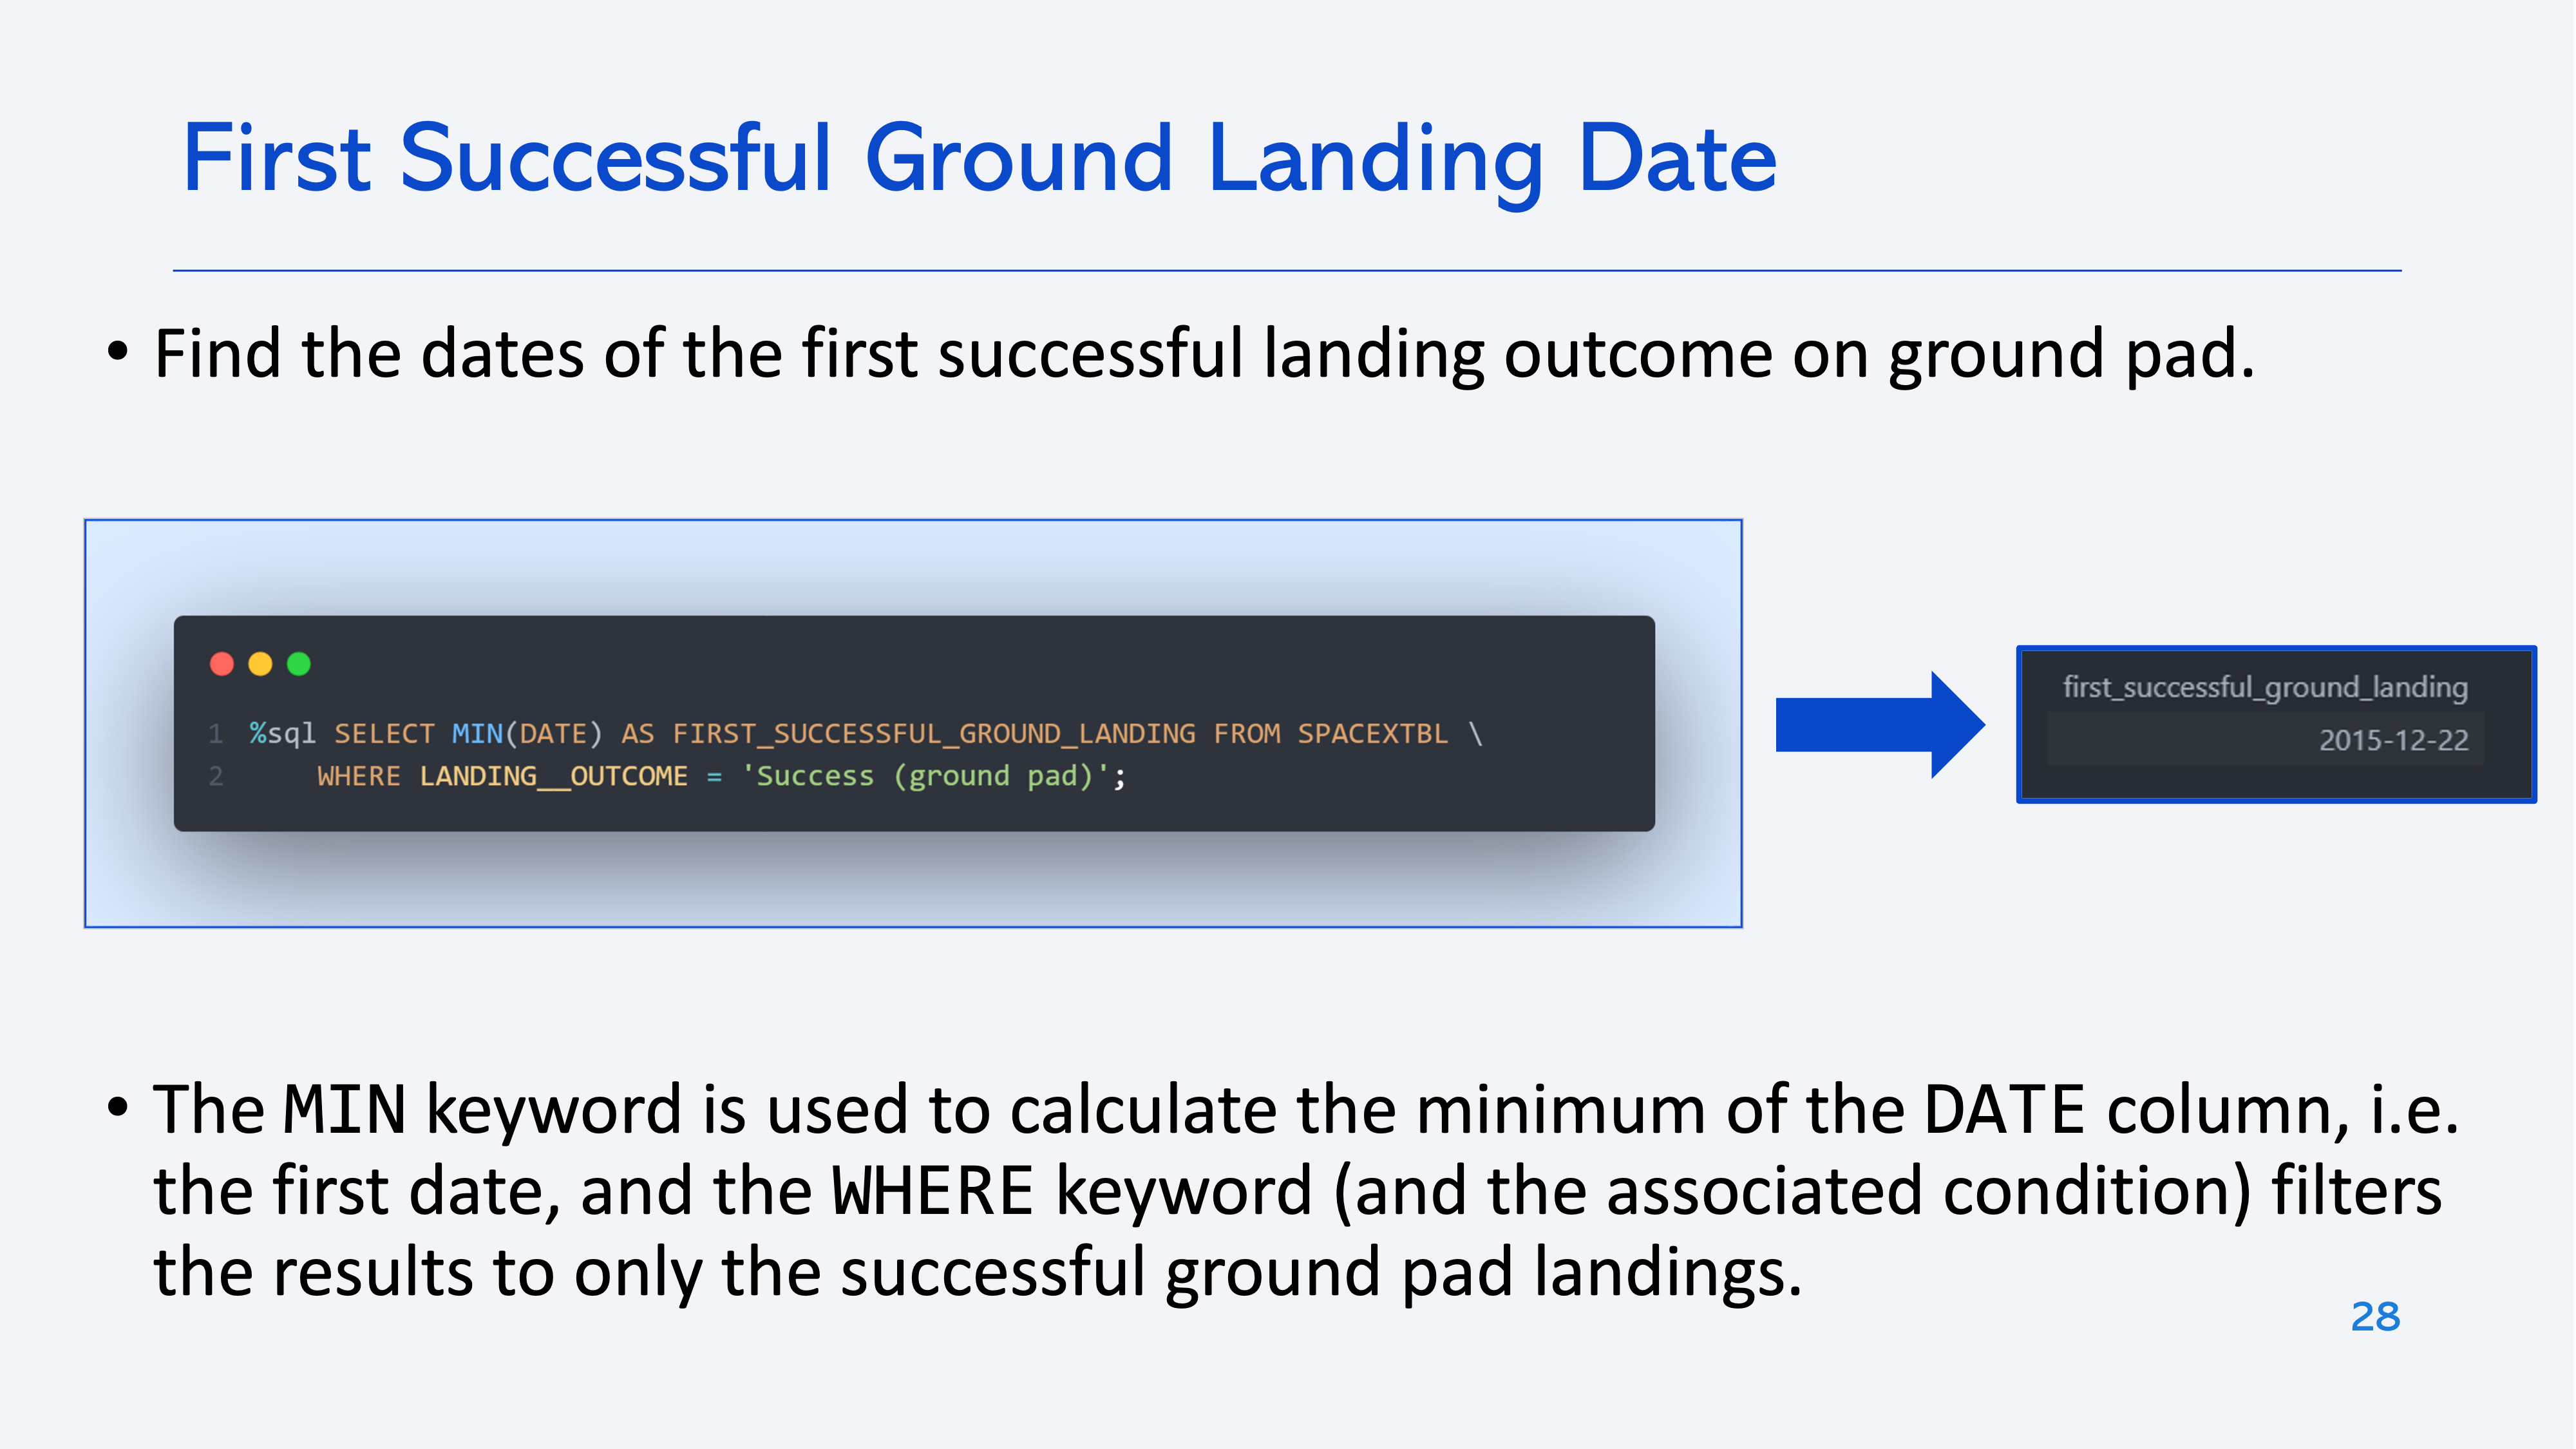 First Successful Ground Landing Date
• Find the dates of the first successful landing outcome on ground pad.
1 %sql SELECT MIN(DATE) AS FIRST_SUCCESSFUL_GROUND_LANDING FROM SPACEXTBL \
2 WHERE LANDING__OUTCOME = 'Success (ground pad)';
first_successful_ground_landing
2015-12-22
• The MIN keyword is used to calculate the minimum of the DATE column, i.e.
the first date, and the WHERE keyword (and the associated condition) filters
the results to only the successful ground pad landings.
28